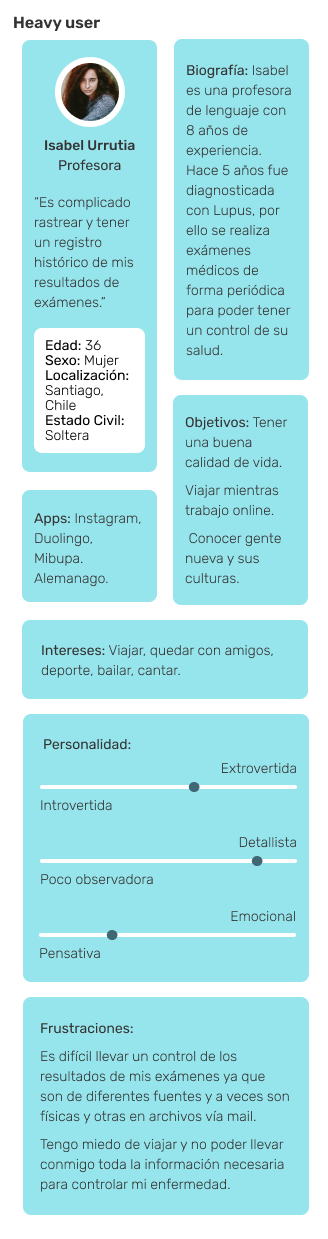 Heavy user
Isabel Urrutia
Profesora
“Es complicado
rastrear y tener
un registro
histórico de mis
resultados de
exámenes.”
Edad: 36
Sexo: Mujer
Localización:
Santiago,
Chile
Estado Civil:
Soltera
Apps: Instagram,
Duolingo,
Mibupa.
Alemanago.
Biografía: Isabel
es una profesora
de lenguaje con
8 años de
experiencia.
Hace 5 años fue
diagnosticada
con Lupus, por
ello se realiza
exámenes
médicos de
forma periódica
para poder tener
un control de su
salud.
Objetivos: Tener
una buena
calidad de vida.
Viajar mientras
trabajo online.
Conocer gente
nueva y sus
culturas.
Intereses: Viajar, quedar con amigos,
deporte, bailar, cantar.
Personalidad:
Extrovertida
Introvertida
Detallista
Poco observadora
Emocional
Pensativa
Frustraciones:
Es difícil llevar un control de los
resultados de mis exámenes ya que
son de diferentes fuentes y a veces son
físicas y otras en archivos vía mail.
Tengo miedo de viajar y no poder llevar
conmigo toda la información necesaria
para controlar mi enfermedad.